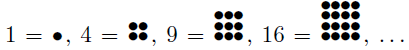 1 = ●, 4 = , 9 = , 16 = , ...